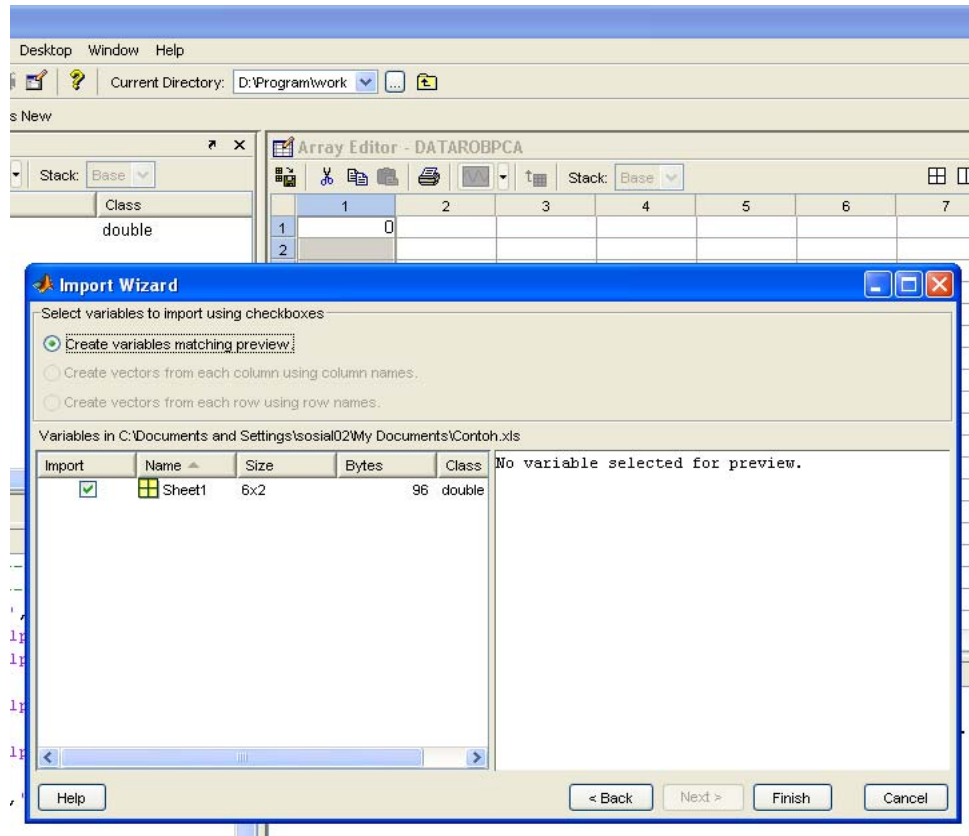 Desktop Window Help
Current Directory: D:\Program\work ...
s New
Array Editor - DATAROBPCA
Stack: Base
Stack: Base
Class
double
1 2 3 4 5 6 7
1 0
2
Import Wizard
Select variables to import using checkboxes
Create variables matching preview.
Create vectors from each column using column names.
Create vectors from each row using row names.
Variables in C:\Documents and Settings\sosial02\My Documents\Contoh.xls
Import Name Size Bytes Class
Sheet1 6x2 96 double
No variable selected for preview.
lp
lp
lp
lp
Help < Back Next > Finish Cancel